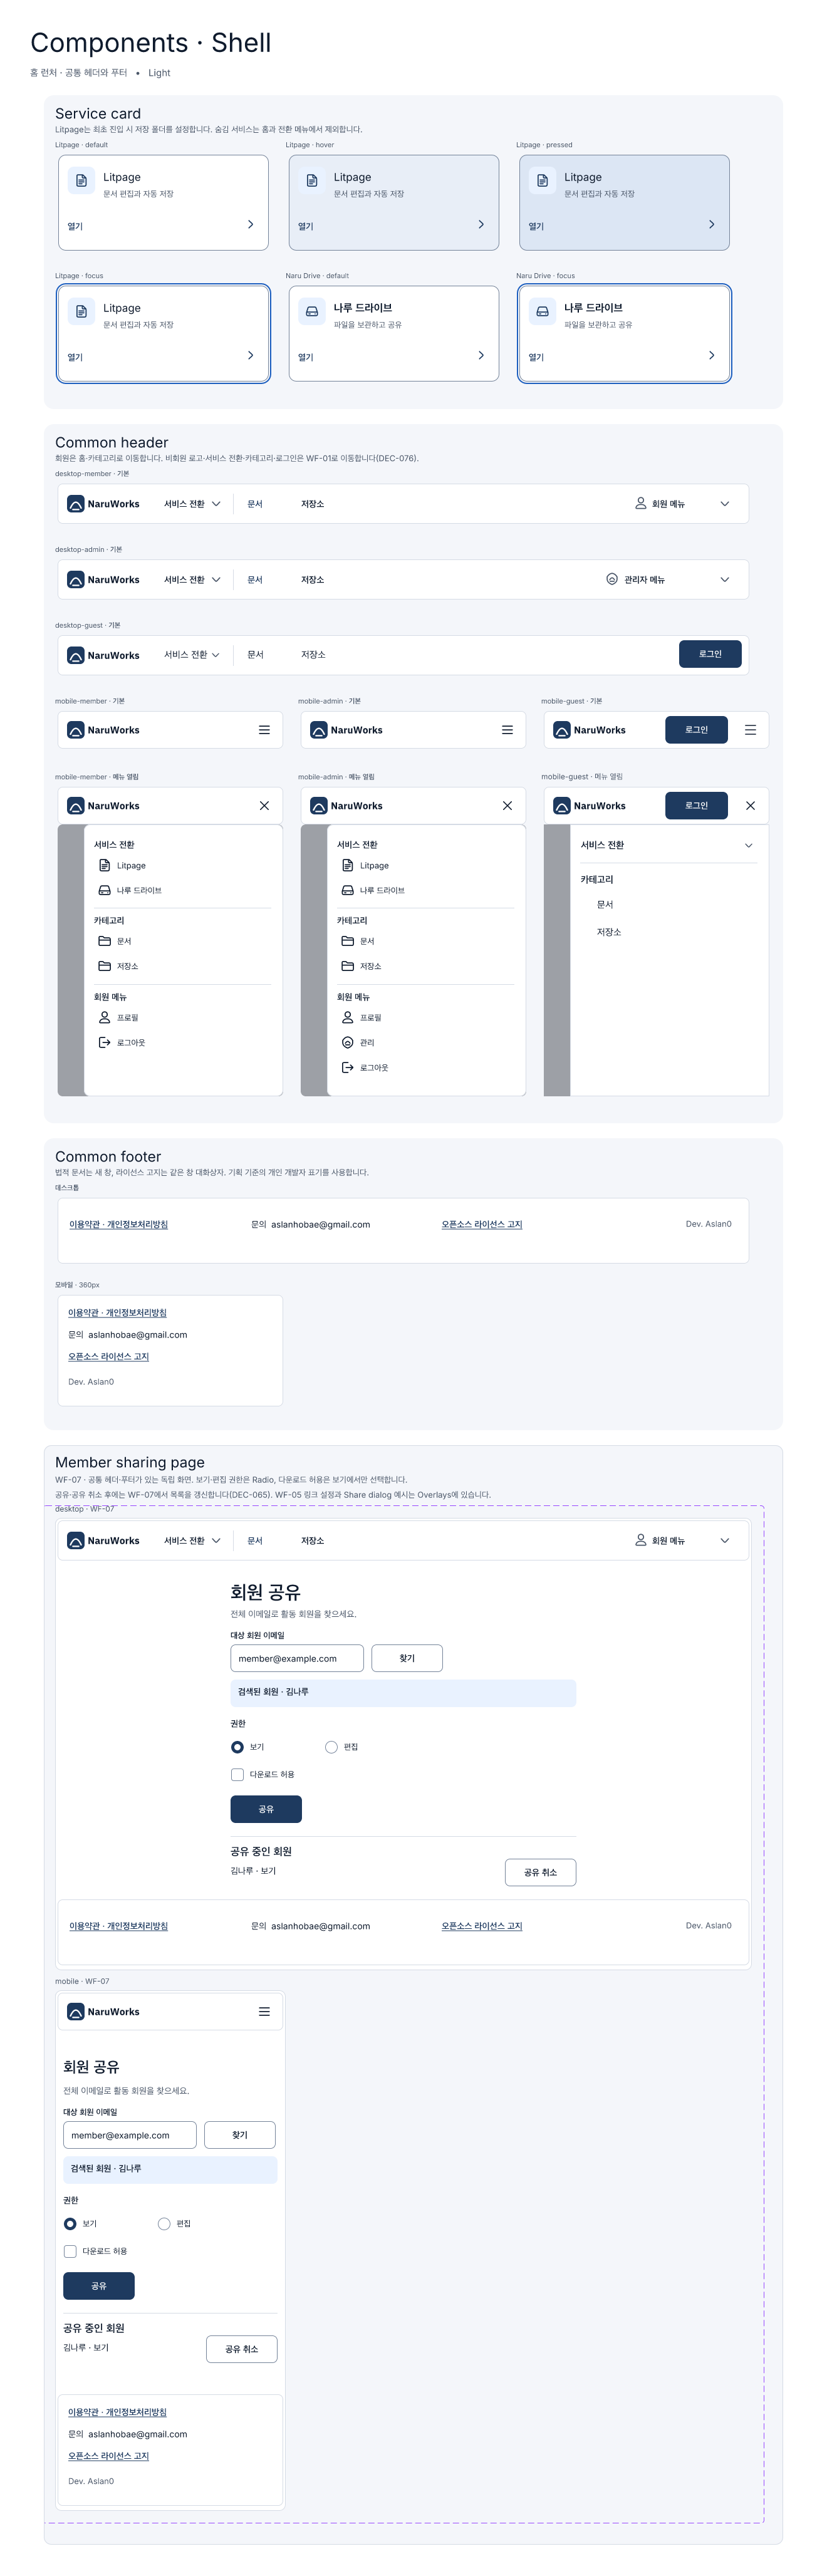 Components · Shell
홈 런처 · 공통 헤더와 푸터 • Light
Service card
Litpage는 최초 진입 시 저장 폴더를 설정합니다. 숨김 서비스는 홈과 전환 메뉴에서 제외합니다.
Litpage · default
Litpage · hover
Litpage · pressed
Litpage
문서 편집과 자동 저장
열기
Litpage
문서 편집과 자동 저장
열기
Litpage
문서 편집과 자동 저장
열기
Litpage · focus
Naru Drive · default
Naru Drive · focus
Litpage
문서 편집과 자동 저장
열기
나루 드라이브
파일을 보관하고 공유
열기
나루 드라이브
파일을 보관하고 공유
열기
Common header
회원은 홈·카테고리로 이동합니다. 비회원 로고·서비스 전환·카테고리·로그인은 WF-01로 이동합니다(DEC-076).
desktop-member · 기본
NaruWorks 서비스 전환 문서 저장소 회원 메뉴
desktop-admin · 기본
NaruWorks 서비스 전환 문서 저장소 관리자 메뉴
desktop-guest · 기본
NaruWorks 서비스 전환 문서 저장소 로그인
mobile-member · 기본
mobile-admin · 기본
mobile-guest · 기본
NaruWorks
NaruWorks
NaruWorks 로그인
mobile-member · 메뉴 열림
mobile-admin · 메뉴 열림
mobile-guest · 메뉴 열림
NaruWorks
서비스 전환
Litpage
나루 드라이브
카테고리
문서
저장소
회원 메뉴
프로필
로그아웃
NaruWorks
서비스 전환
Litpage
나루 드라이브
카테고리
문서
저장소
회원 메뉴
프로필
관리
로그아웃
NaruWorks 로그인
서비스 전환
카테고리
문서
저장소
Common footer
법적 문서는 새 창, 라이선스 고지는 같은 창 대화상자. 기획 기준의 개인 개발자 표기를 사용합니다.
데스크톱
이용약관 · 개인정보처리방침 문의 aslanhobae@gmail.com 오픈소스 라이선스 고지 Dev. Aslan0
모바일 · 360px
이용약관 · 개인정보처리방침
문의 aslanhobae@gmail.com
오픈소스 라이선스 고지
Dev. Aslan0
Member sharing page
WF-07 · 공통 헤더·푸터가 있는 독립 화면. 보기·편집 권한은 Radio, 다운로드 허용은 보기에서만 선택합니다.
공유·공유 취소 후에는 WF-07에서 목록을 갱신합니다(DEC-065). WF-05 링크 설정과 Share dialog 예시는 Overlays에 있습니다.
desktop · WF-07
NaruWorks 서비스 전환 문서 저장소 회원 메뉴
회원 공유
전체 이메일로 활동 회원을 찾으세요.
대상 회원 이메일
member@example.com 찾기
검색된 회원 · 김나루
권한
보기 편집
다운로드 허용
공유
공유 중인 회원
김나루 · 보기 공유 취소
이용약관 · 개인정보처리방침 문의 aslanhobae@gmail.com 오픈소스 라이선스 고지 Dev. Aslan0
mobile · WF-07
NaruWorks
회원 공유
전체 이메일로 활동 회원을 찾으세요.
대상 회원 이메일
member@example.com 찾기
검색된 회원 · 김나루
권한
보기 편집
다운로드 허용
공유
공유 중인 회원
김나루 · 보기 공유 취소
이용약관 · 개인정보처리방침
문의 aslanhobae@gmail.com
오픈소스 라이선스 고지
Dev. Aslan0